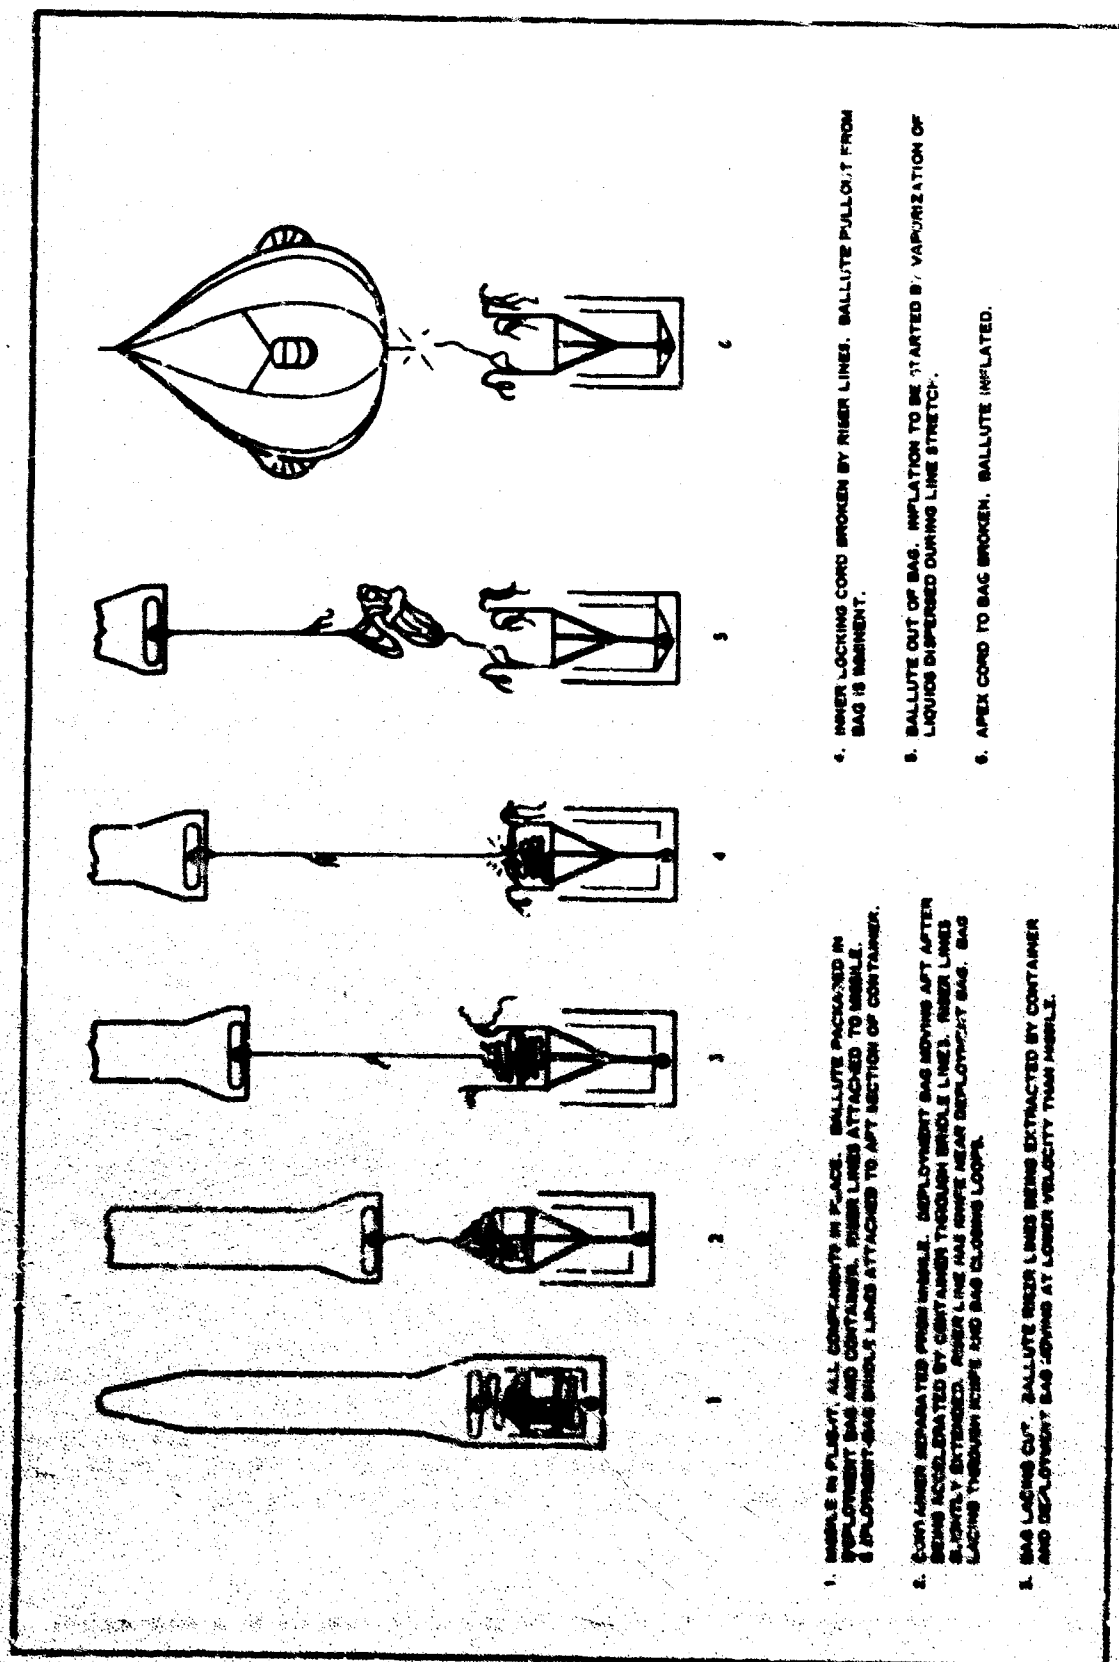 1
2
3
4
5
6
1. MISSILE IN FLIGHT. ALL COMPONENTS IN PLACE. BALLUTE PACKAGED IN
DEPLOYMENT BAG AND CONTAINER. RISER LINES ATTACHED TO MISSILE.
DEPLOYMENT-BAG BRIDLE LINES ATTACHED TO AFT SECTION OF CONTAINER.
2. CONTAINER SEPARATED FROM MISSILE. DEPLOYMENT BAG MOVING AFT AFTER
BEING ACCELERATED BY CONTAINER THROUGH BRIDLE LINES. RISER LINES
SLIGHTLY EXTENDED. RISER LINE HAS KNIFE NEAR DEPLOYMENT BAG. BAG
LACING THROUGH KNIFE AND BAG CLOSING LOOPS.
3. BAG LACING CUT. BALLUTE RISER LINES BEING EXTRACTED BY CONTAINER
AND DEPLOYMENT BAG MOVING AT LOWER VELOCITY THAN MISSILE.
4. INNER LOCKING CORD BROKEN BY RISER LINES. BALLUTE PULLOUT FROM
BAG IS IMMINENT.
5. BALLUTE OUT OF BAG. INFLATION TO BE STARTED BY VAPORIZATION OF
LIQUIDS DISPERSED DURING LINE STRETCH.
6. APEX CORD TO BAG BROKEN. BALLUTE INFLATED.